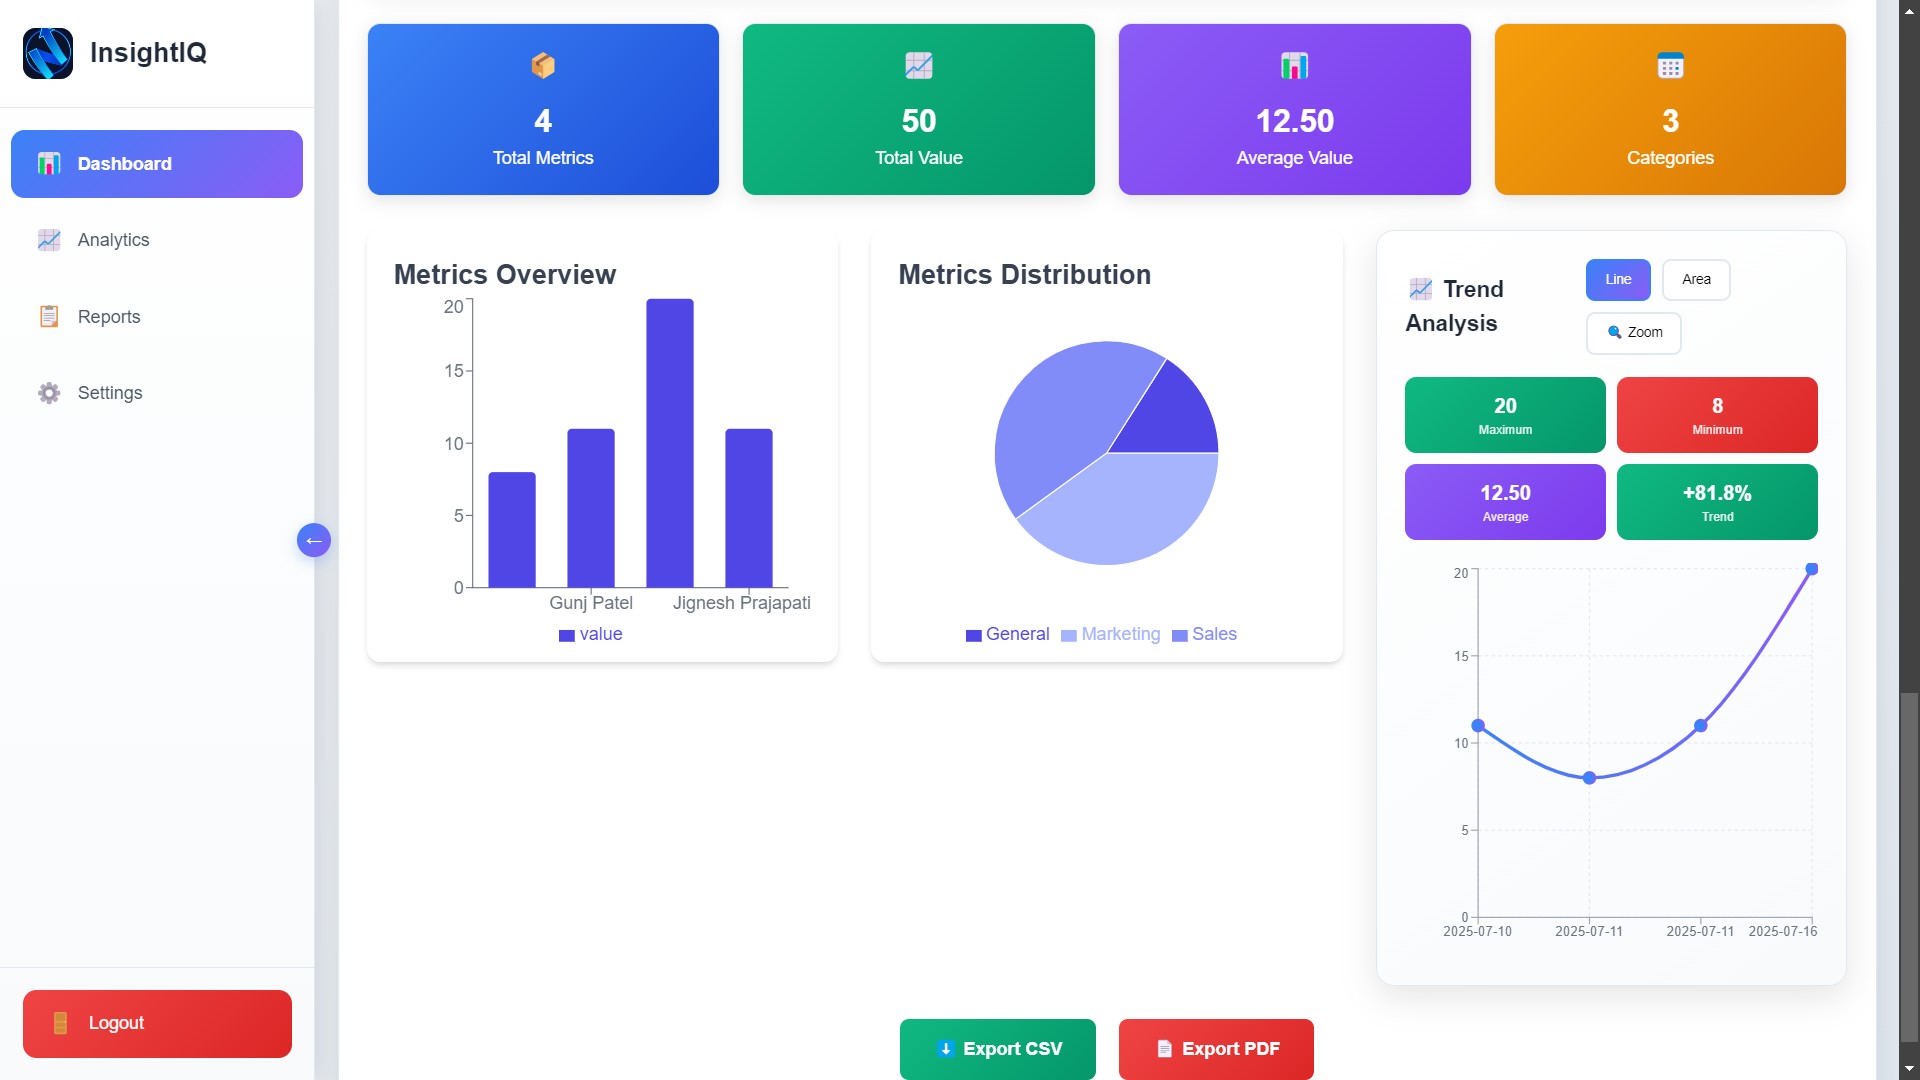 InsightIQ
Dashboard
Analytics
Reports
Settings
←
Logout
4
Total Metrics
50
Total Value
12.50
Average Value
3
Categories
Metrics Overview
20
15
10
5
0
Gunj Patel
Jignesh Prajapati
value
Metrics Distribution
General
Marketing
Sales
Trend
Analysis
Line
Area
Zoom
20
Maximum
8
Minimum
12.50
Average
+81.8%
Trend
20
15
10
5
0
2025-07-10
2025-07-11
2025-07-11
2025-07-16
Export CSV
Export PDF